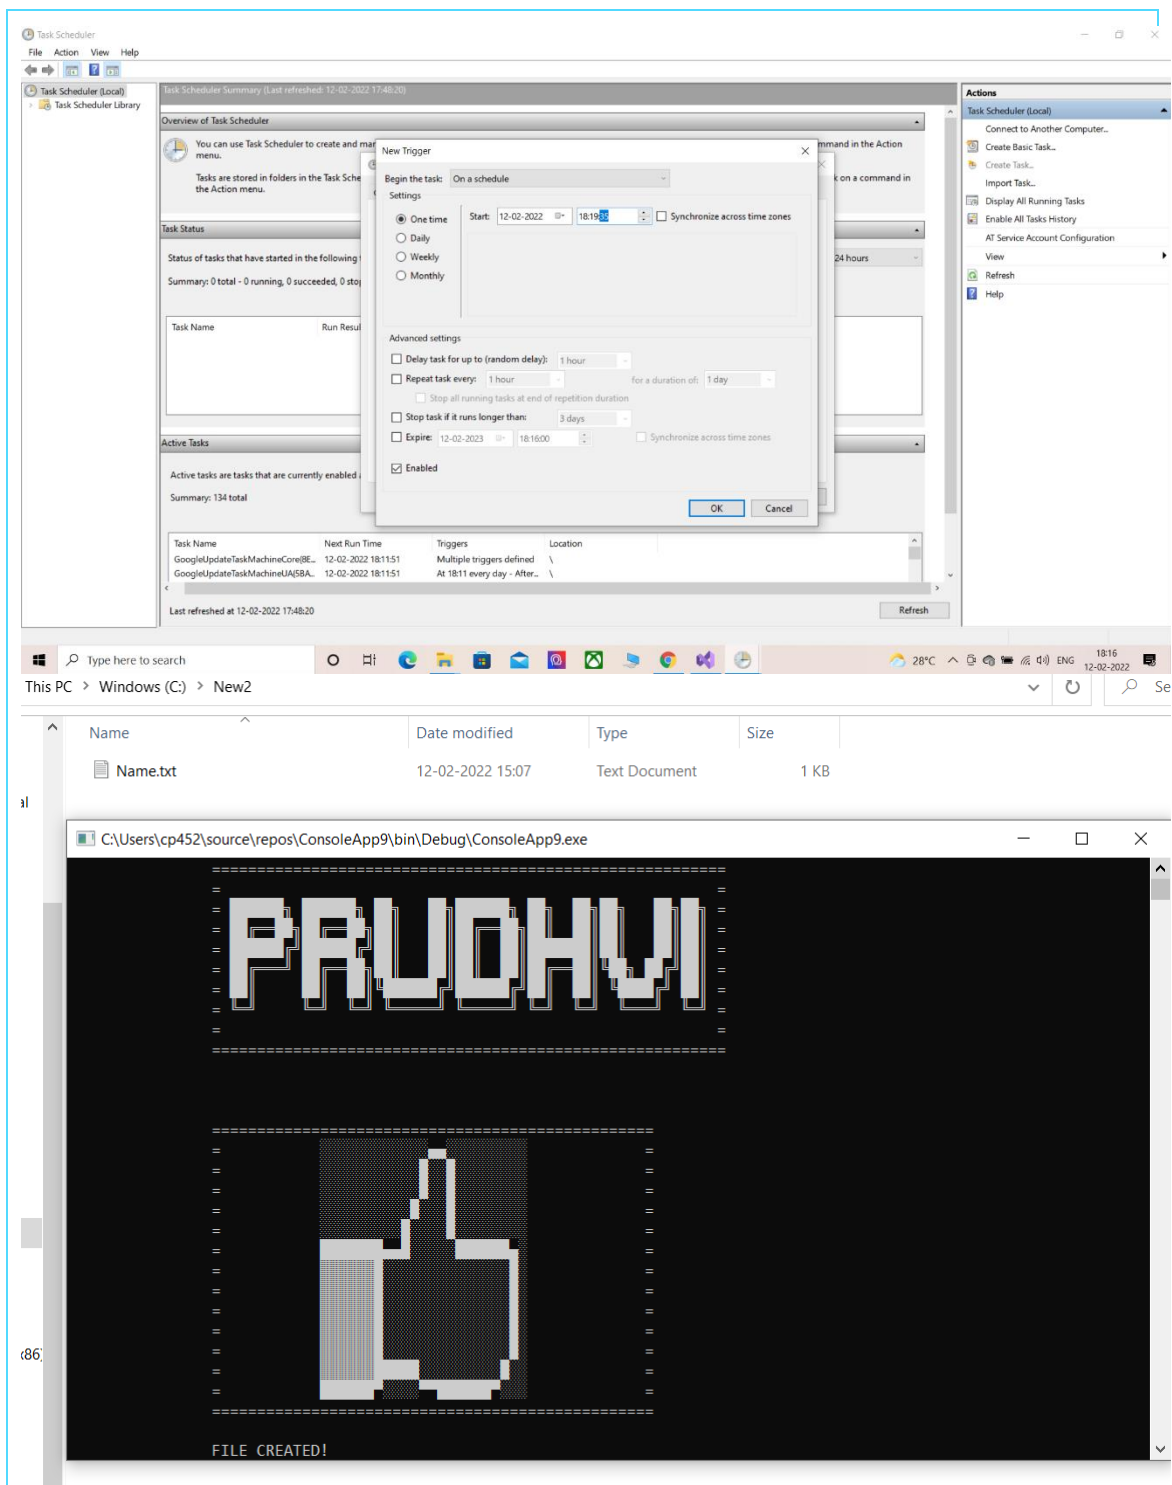 Task Scheduler
File Action View Help
Task Scheduler (Local)
Task Scheduler Library
Task Scheduler Summary (Last refreshed: 12-02-2022 17:48:20)
Overview of Task Scheduler
You can use Task Scheduler to create and mar
mmand in the Action
menu.
Tasks are stored in folders in the Task Sche
k on a command in
the Action menu.
Task Status
Status of tasks that have started in the following
24 hours
Summary: 0 total - 0 running, 0 succeeded, 0 stop
Task Name Run Resul
Active Tasks
Active tasks are tasks that are currently enabled
Summary: 134 total
Task Name Next Run Time Triggers Location
GoogleUpdateTaskMachineCore{8E... 12-02-2022 18:11:51 Multiple triggers defined \
GoogleUpdateTaskMachineUA{5BA... 12-02-2022 18:11:51 At 18:11 every day - After... \
Last refreshed at 12-02-2022 17:48:20
Refresh
New Trigger
Begin the task: On a schedule
Settings
One time
Start: 12-02-2022 18:19:35 Synchronize across time zones
Daily
Weekly
Monthly
Advanced settings
Delay task for up to (random delay): 1 hour
Repeat task every: 1 hour for a duration of: 1 day
Stop all running tasks at end of repetition duration
Stop task if it runs longer than: 3 days
Expire: 12-02-2023 18:16:00 Synchronize across time zones
Enabled
OK Cancel
Actions
Task Scheduler (Local)
Connect to Another Computer...
Create Basic Task...
Create Task...
Import Task...
Display All Running Tasks
Enable All Tasks History
AT Service Account Configuration
View
Refresh
Help
Type here to search
28°C
ENG
18:16
12-02-2022
This PC > Windows (C:) > New2
Se
Name Date modified Type Size
Name.txt 12-02-2022 15:07 Text Document 1 KB
al
x86)
C:\Users\cp452\source\repos\ConsoleApp9\bin\Debug\ConsoleApp9.exe
PRUDHVI
FILE CREATED!